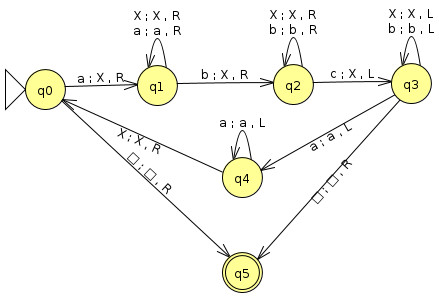 X ; X , R
X ; X , R
X ; X , L
a ; a , R
b ; b , R
b ; b , L
a ; X , R
b ; X , R
c ; X , L
q0
q1
q2
q3
a ; a , L
X ; X , R
a ; a , L
□ ; □ , R
q4
□ ; □ , R
q5